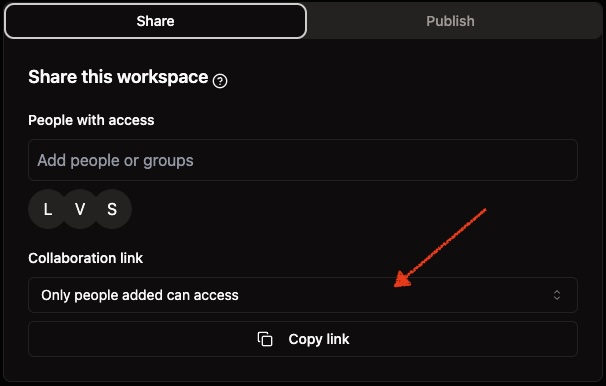 Share
Publish
Share this workspace ?
People with access
Add people or groups
L V S
Collaboration link
Only people added can access
Copy link